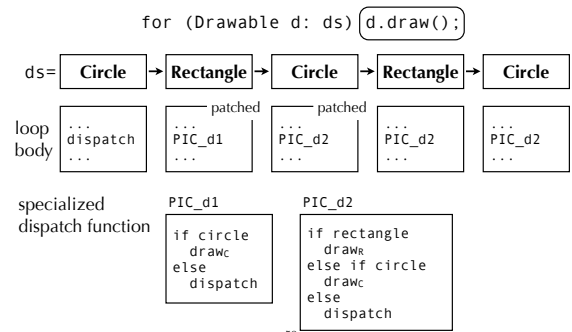 for (Drawable d: ds) d.draw();
ds= Circle → Rectangle → Circle → Rectangle → Circle
patched patched
loop body
... ... ... ... ...
dispatch PIC_d1 PIC_d2 PIC_d2 PIC_d2
... ... ... ... ...
specialized dispatch function
PIC_d1
if circle
drawC
else
dispatch
PIC_d2
if rectangle
drawR
else if circle
drawC
else
dispatch